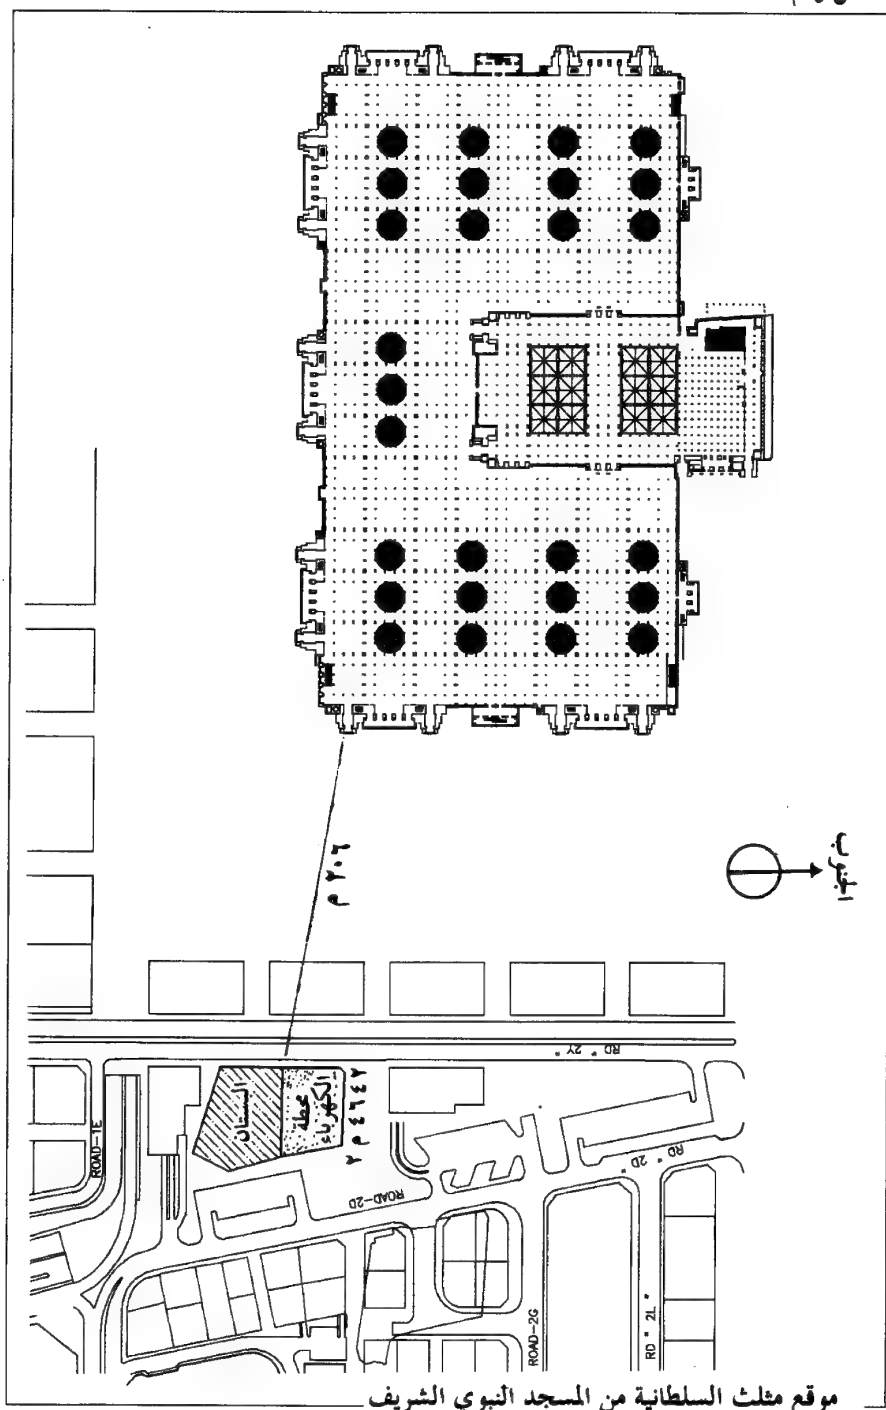 ٢٠٦ م
الجنوب
RD " 2Y "
البستان
محطة
الكهرباء
٤٦٤٢ م ٢
ROAD-1E
ROAD-2D
RD " 2D "
ROAD-2G
RD " 2L "
موقع مثلث السلطانية من المسجد النبوي الشريف